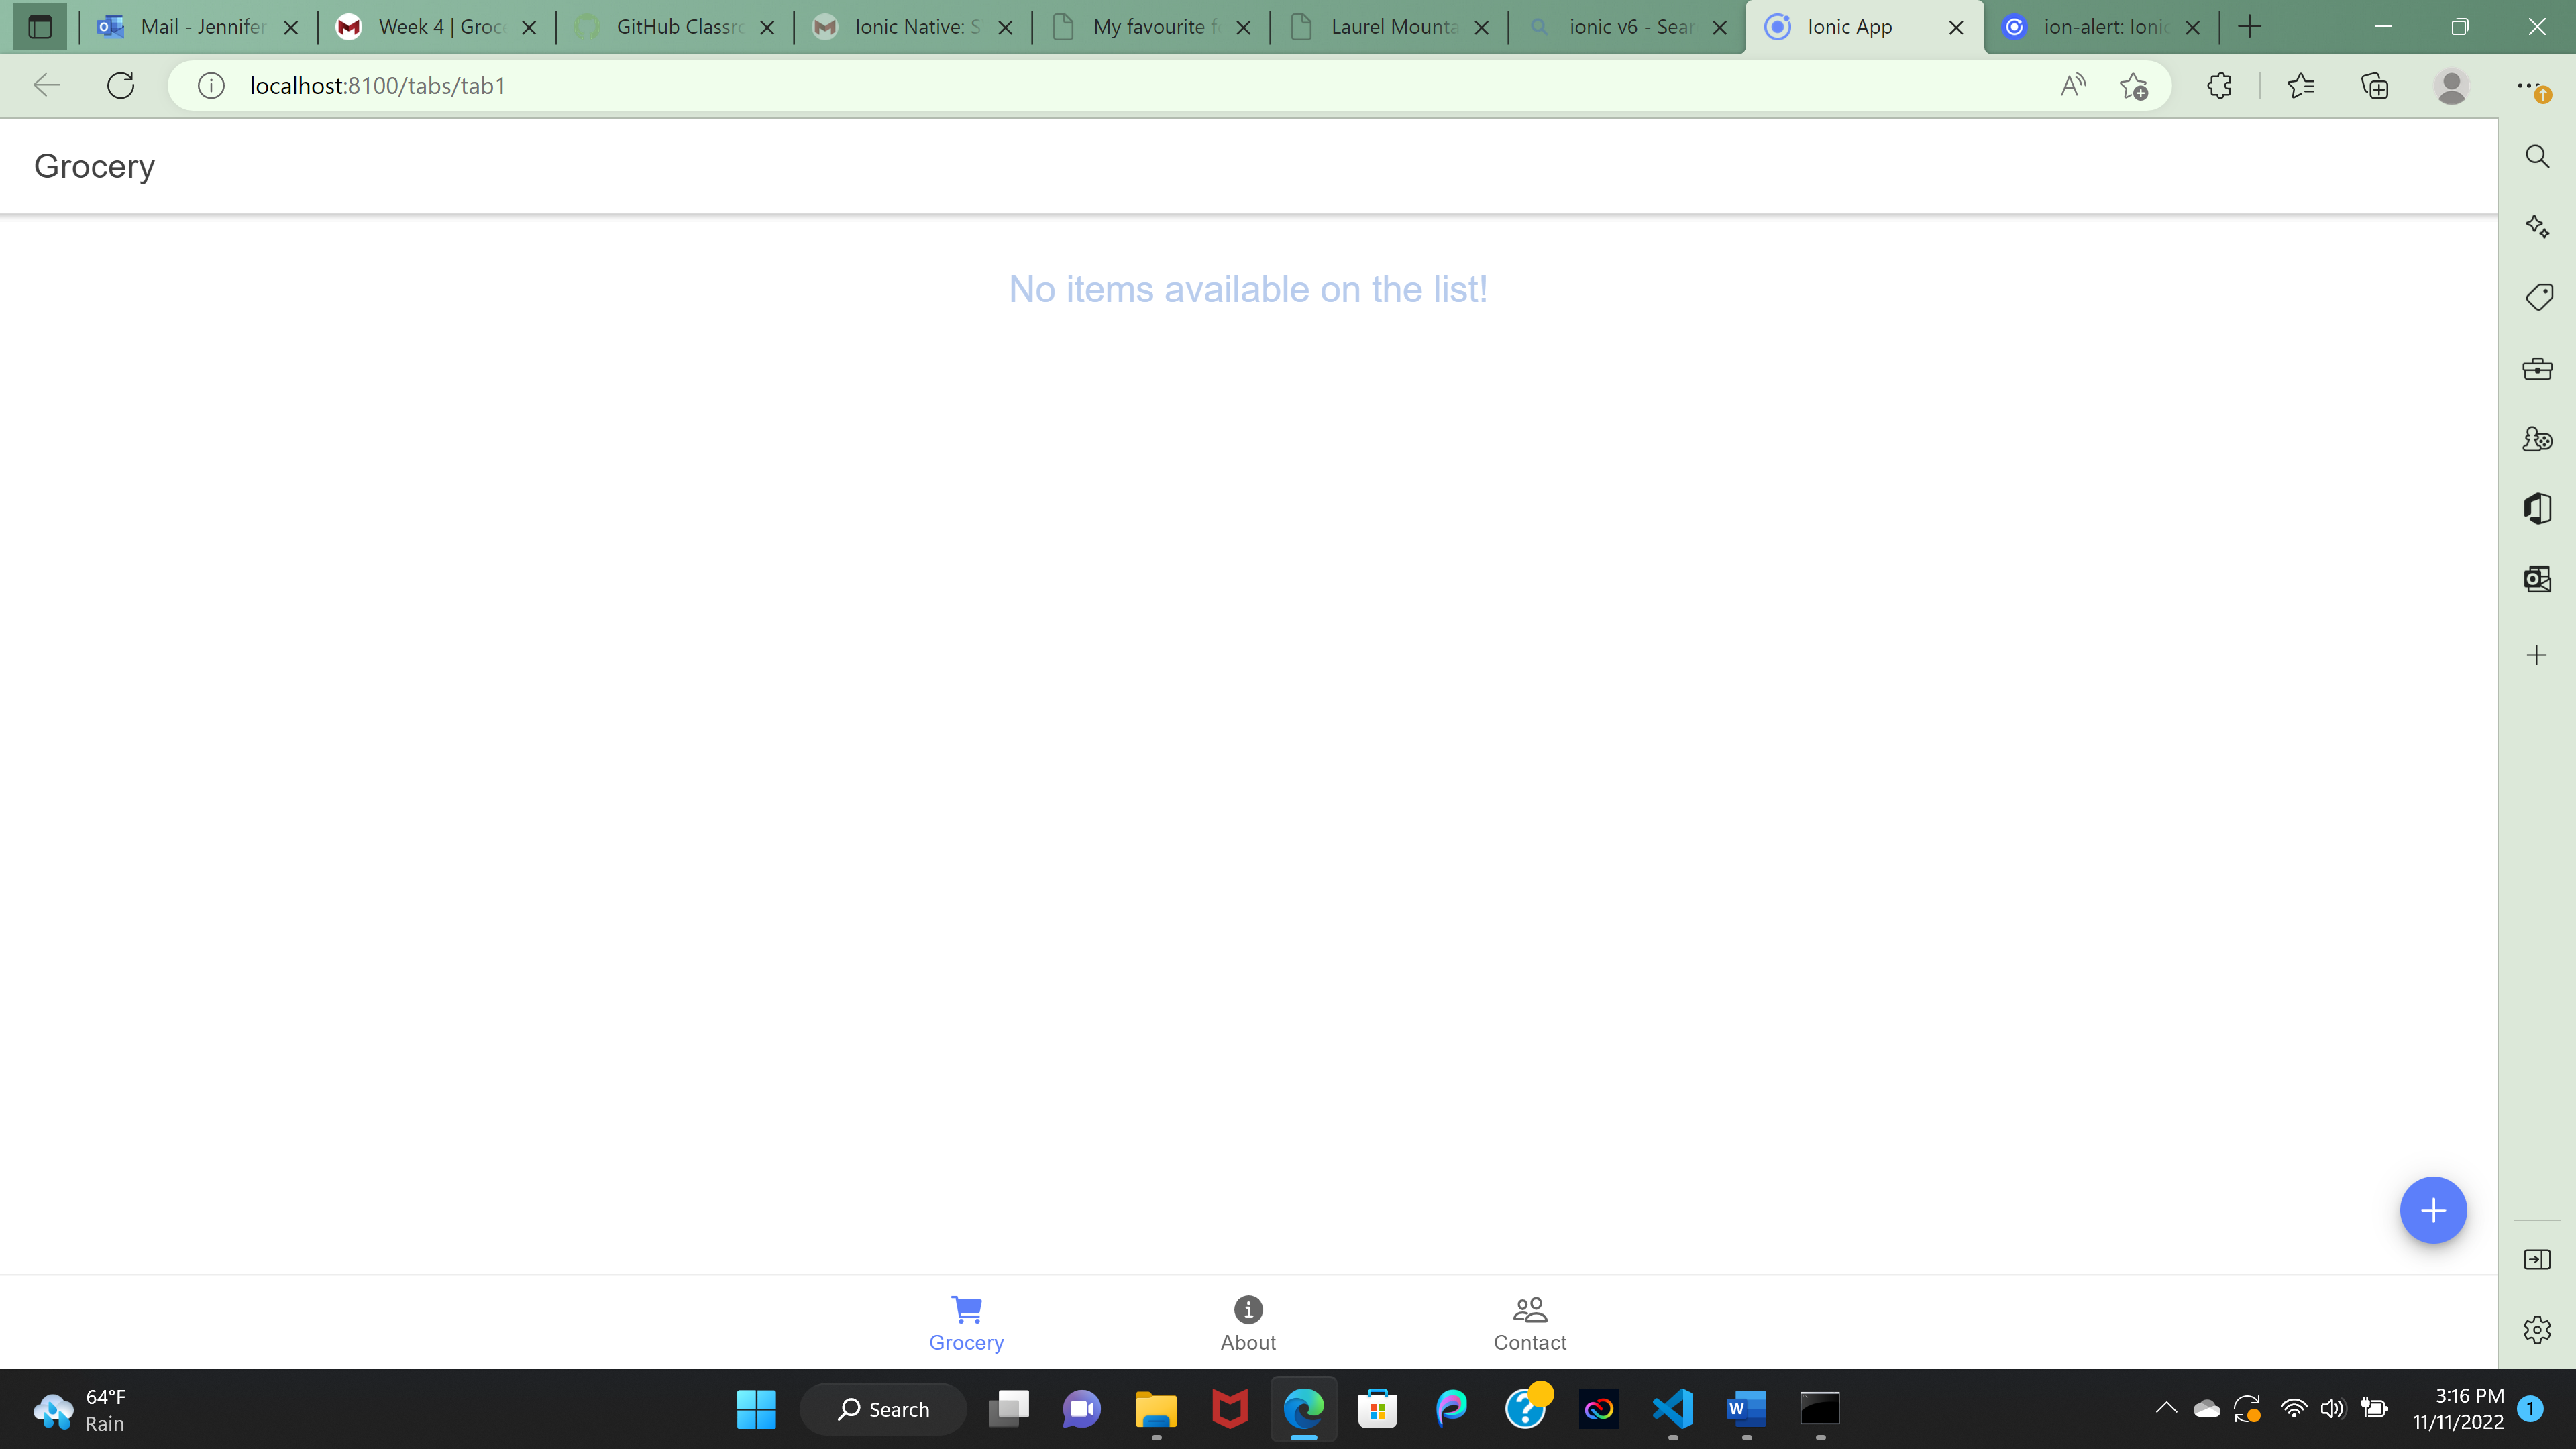 Mail - Jennifer
Week 4 | Groce
GitHub Classro
Ionic Native: S
My favourite f
Laurel Mounta
ionic v6 - Sear
Ionic App
ion-alert: Ionic
localhost:8100/tabs/tab1
Grocery
No items available on the list!
Grocery
About
Contact
64°F
Rain
Search
3:16 PM
11/11/2022
1